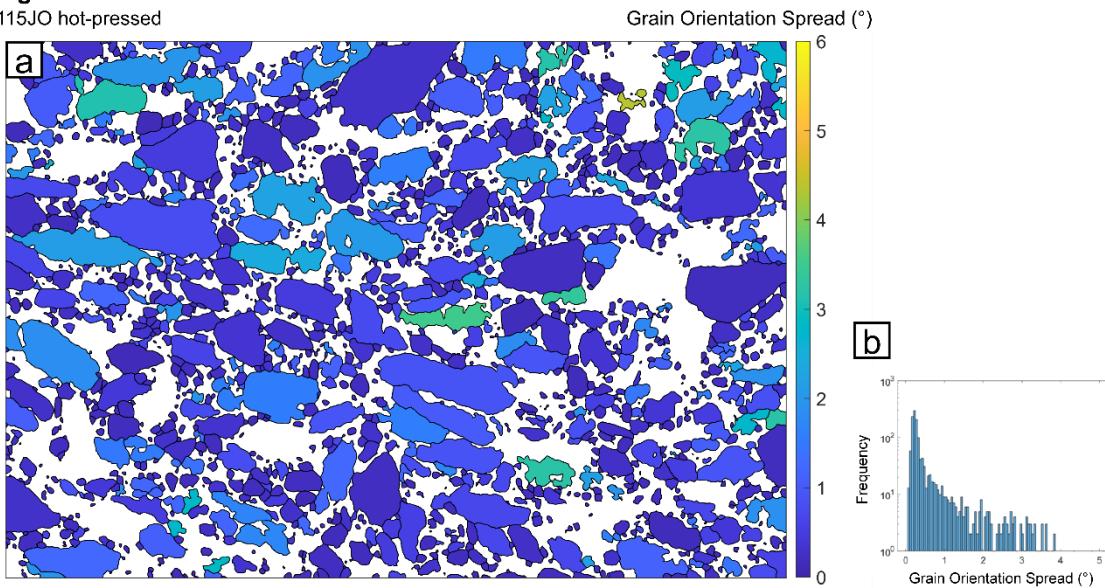 115JO hot-pressed
Grain Orientation Spread (°)
a
6
5
4
3
2
1
0
b
10³
10²
10¹
10⁰
Frequency
0 1 2 3 4 5
Grain Orientation Spread (°)